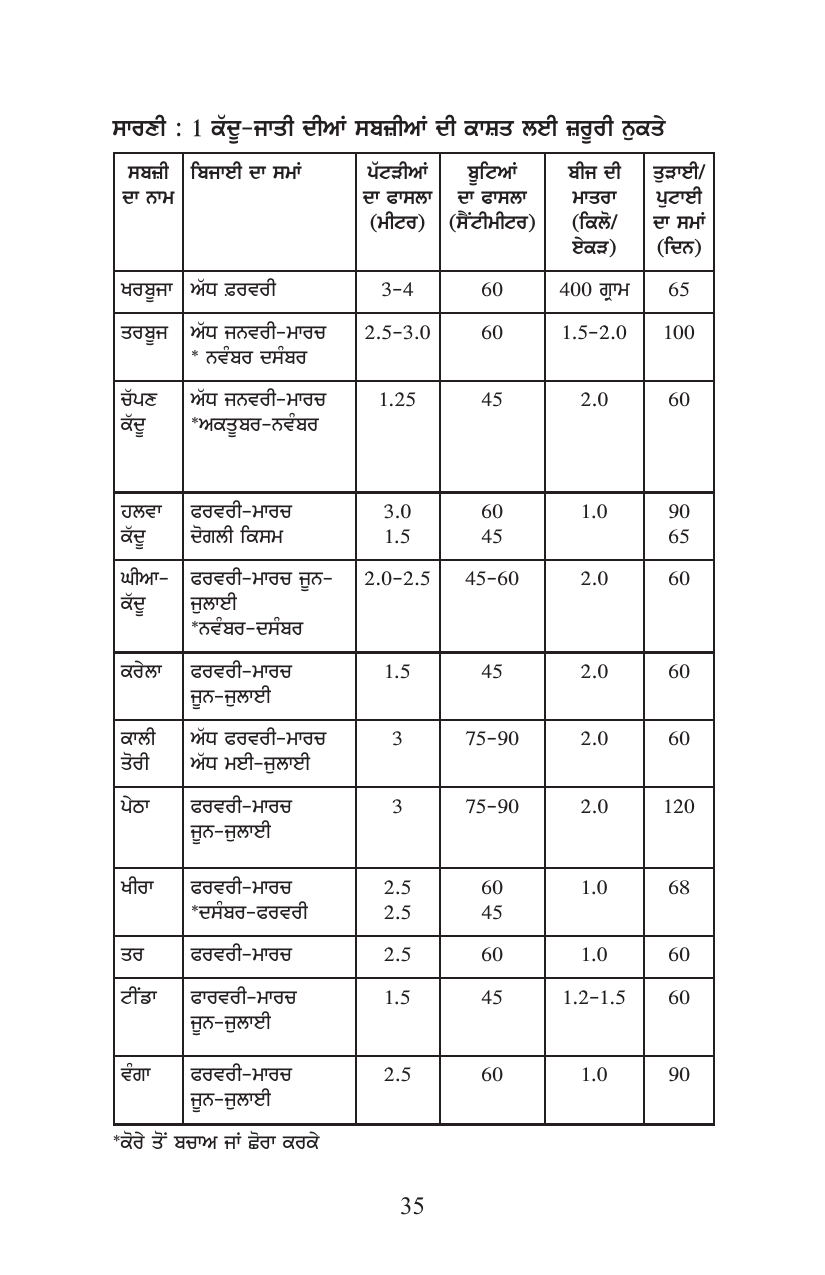 ਸਾਰਣੀ : 1 ਕੱਦੂ-ਜਾਤੀ ਦੀਆਂ ਸਬਜ਼ੀਆਂ ਦੀ ਕਾਸ਼ਤ ਲਈ ਜ਼ਰੂਰੀ ਨੁਕਤੇ
ਸਬਜ਼ੀ ਬਿਜਾਈ ਦਾ ਸਮਾਂ ਪੱਟੜੀਆਂ ਬੂਟਿਆਂ ਬੀਜ ਦੀ ਤੁੜਾਈ/
ਦਾ ਨਾਮ ਦਾ ਫਾਸਲਾ ਦਾ ਫਾਸਲਾ ਮਾਤਰਾ ਪੁਟਾਈ
(ਮੀਟਰ) (ਸੈਂਟੀਮੀਟਰ) (ਕਿਲੋ/ ਦਾ ਸਮਾਂ
ਏਕੜ) (ਦਿਨ)
ਖਰਬੂਜਾ ਅੱਧ ਫ਼ਰਵਰੀ 3-4 60 400 ਗ੍ਰਾਮ 65
ਤਰਬੂਜ ਅੱਧ ਜਨਵਰੀ-ਮਾਰਚ 2.5-3.0 60 1.5-2.0 100
* ਨਵੰਬਰ ਦਸੰਬਰ
ਚੱਪਣ ਅੱਧ ਜਨਵਰੀ-ਮਾਰਚ 1.25 45 2.0 60
ਕੱਦੂ *ਅਕਤੂਬਰ-ਨਵੰਬਰ
ਹਲਵਾ ਫਰਵਰੀ-ਮਾਰਚ 3.0 60 1.0 90
ਕੱਦੂ ਦੋਗਲੀ ਕਿਸਮ 1.5 45 65
ਘੀਆ- ਫਰਵਰੀ-ਮਾਰਚ ਜੂਨ- 2.0-2.5 45-60 2.0 60
ਕੱਦੂ ਜੁਲਾਈ
*ਨਵੰਬਰ-ਦਸੰਬਰ
ਕਰੇਲਾ ਫਰਵਰੀ-ਮਾਰਚ 1.5 45 2.0 60
ਜੂਨ-ਜੁਲਾਈ
ਕਾਲੀ ਅੱਧ ਫਰਵਰੀ-ਮਾਰਚ 3 75-90 2.0 60
ਤੋਰੀ ਅੱਧ ਮਈ-ਜੁਲਾਈ
ਪੇਠਾ ਫਰਵਰੀ-ਮਾਰਚ 3 75-90 2.0 120
ਜੂਨ-ਜੁਲਾਈ
ਖੀਰਾ ਫਰਵਰੀ-ਮਾਰਚ 2.5 60 1.0 68
*ਦਸੰਬਰ-ਫਰਵਰੀ 2.5 45
ਤਰ ਫਰਵਰੀ-ਮਾਰਚ 2.5 60 1.0 60
ਟੀਂਡਾ ਫਾਰਵਰੀ-ਮਾਰਚ 1.5 45 1.2-1.5 60
ਜੂਨ-ਜੁਲਾਈ
ਵੰਗਾ ਫਰਵਰੀ-ਮਾਰਚ 2.5 60 1.0 90
ਜੂਨ-ਜੁਲਾਈ
*ਕੋਰੇ ਤੋਂ ਬਚਾਅ ਜਾਂ ਛੋਰਾ ਕਰਕੇ
35